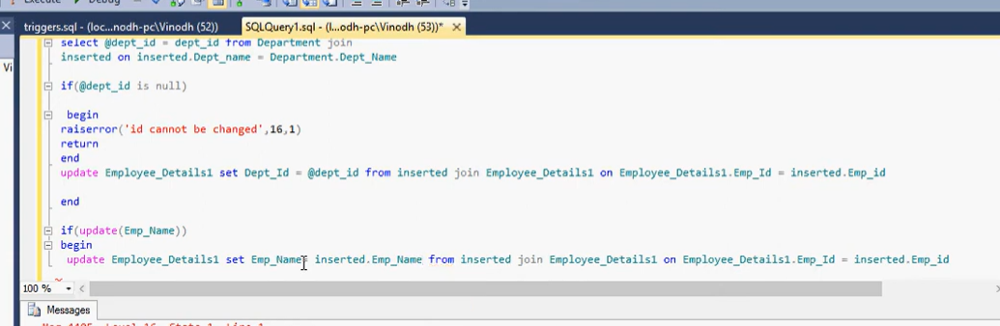 Execute Debug
triggers.sql - (loc...nodh-pc\Vinodh (52)) SQLQuery1.sql - (l...odh-pc\Vinodh (53))*
select @dept_id = dept_id from Department join
inserted on inserted.Dept_name = Department.Dept_Name
Vi
if(@dept_id is null)
begin
raiserror('id cannot be changed',16,1)
return
end
update Employee_Details1 set Dept_Id = @dept_id from inserted join Employee_Details1 on Employee_Details1.Emp_Id = inserted.Emp_id
end
if(update(Emp_Name))
begin
update Employee_Details1 set Emp_Name= inserted.Emp_Name from inserted join Employee_Details1 on Employee_Details1.Emp_Id = inserted.Emp_id
100 %
Messages